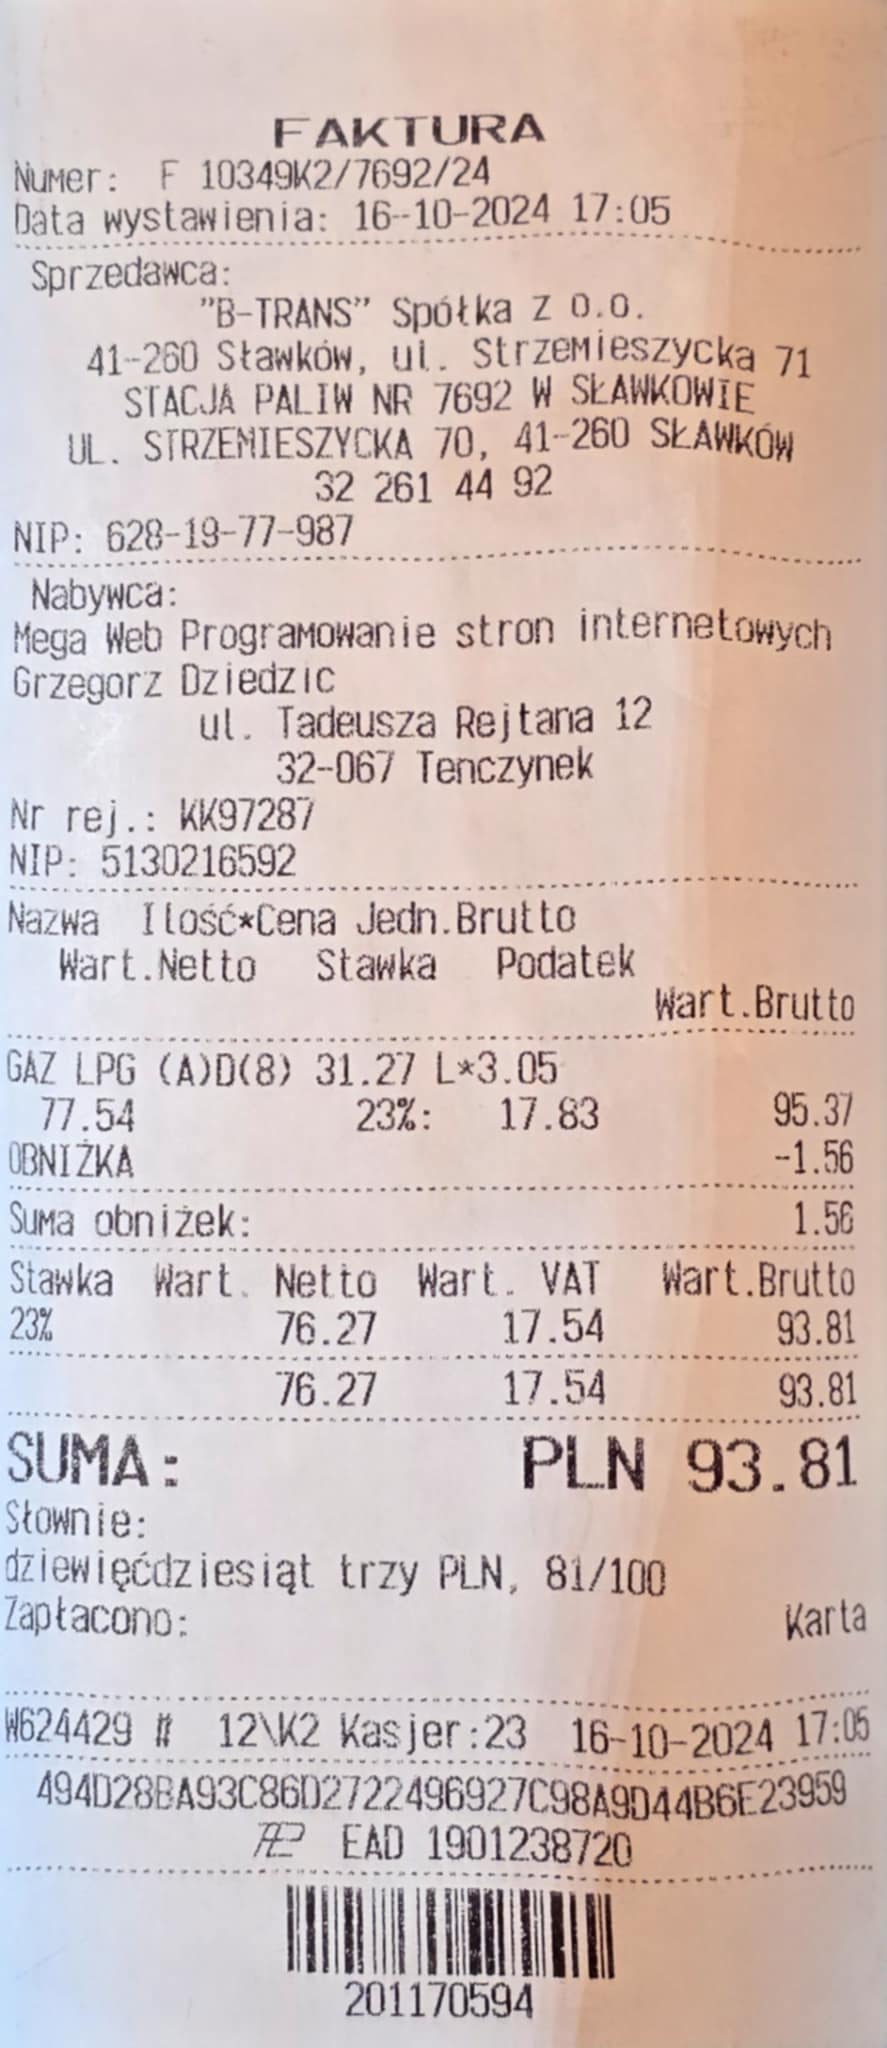 FAKTURA
Numer: F 10349K2/7692/24
Data wystawienia: 16-10-2024 17:05
Sprzedawca:
"B-TRANS" Spółka z o.o.
41-260 Sławków, ul. Strzemieszycka 71
STACJA PALIW NR 7692 W SŁAWKOWIE
UL. STRZEMIESZYCKA 70, 41-260 SŁAWKÓW
32 261 44 92
NIP: 628-19-77-987
Nabywca:
Mega Web Programowanie stron internetowych
Grzegorz Dziedzic
ul. Tadeusza Rejtana 12
32-067 Tenczynek
Nr rej.: KK97287
NIP: 5130216592
Nazwa Ilość*Cena Jedn.Brutto
Wart.Netto Stawka Podatek
Wart.Brutto
GAZ LPG (A)D(8) 31.27 L*3.05
77.54 23%: 17.83 95.37
OBNIŻKA -1.56
Suma obniżek: 1.56
Stawka Wart. Netto Wart. VAT Wart.Brutto
23% 76.27 17.54 93.81
76.27 17.54 93.81
SUMA: PLN 93.81
Słownie:
dziewięćdziesiąt trzy PLN, 81/100
Zapłacono: Karta
W624429 # 12\K2 Kasjer:23 16-10-2024 17:05
494D28BA93C86D2722496927C98A9D44B6E23959
EAD 1901238720
201170594